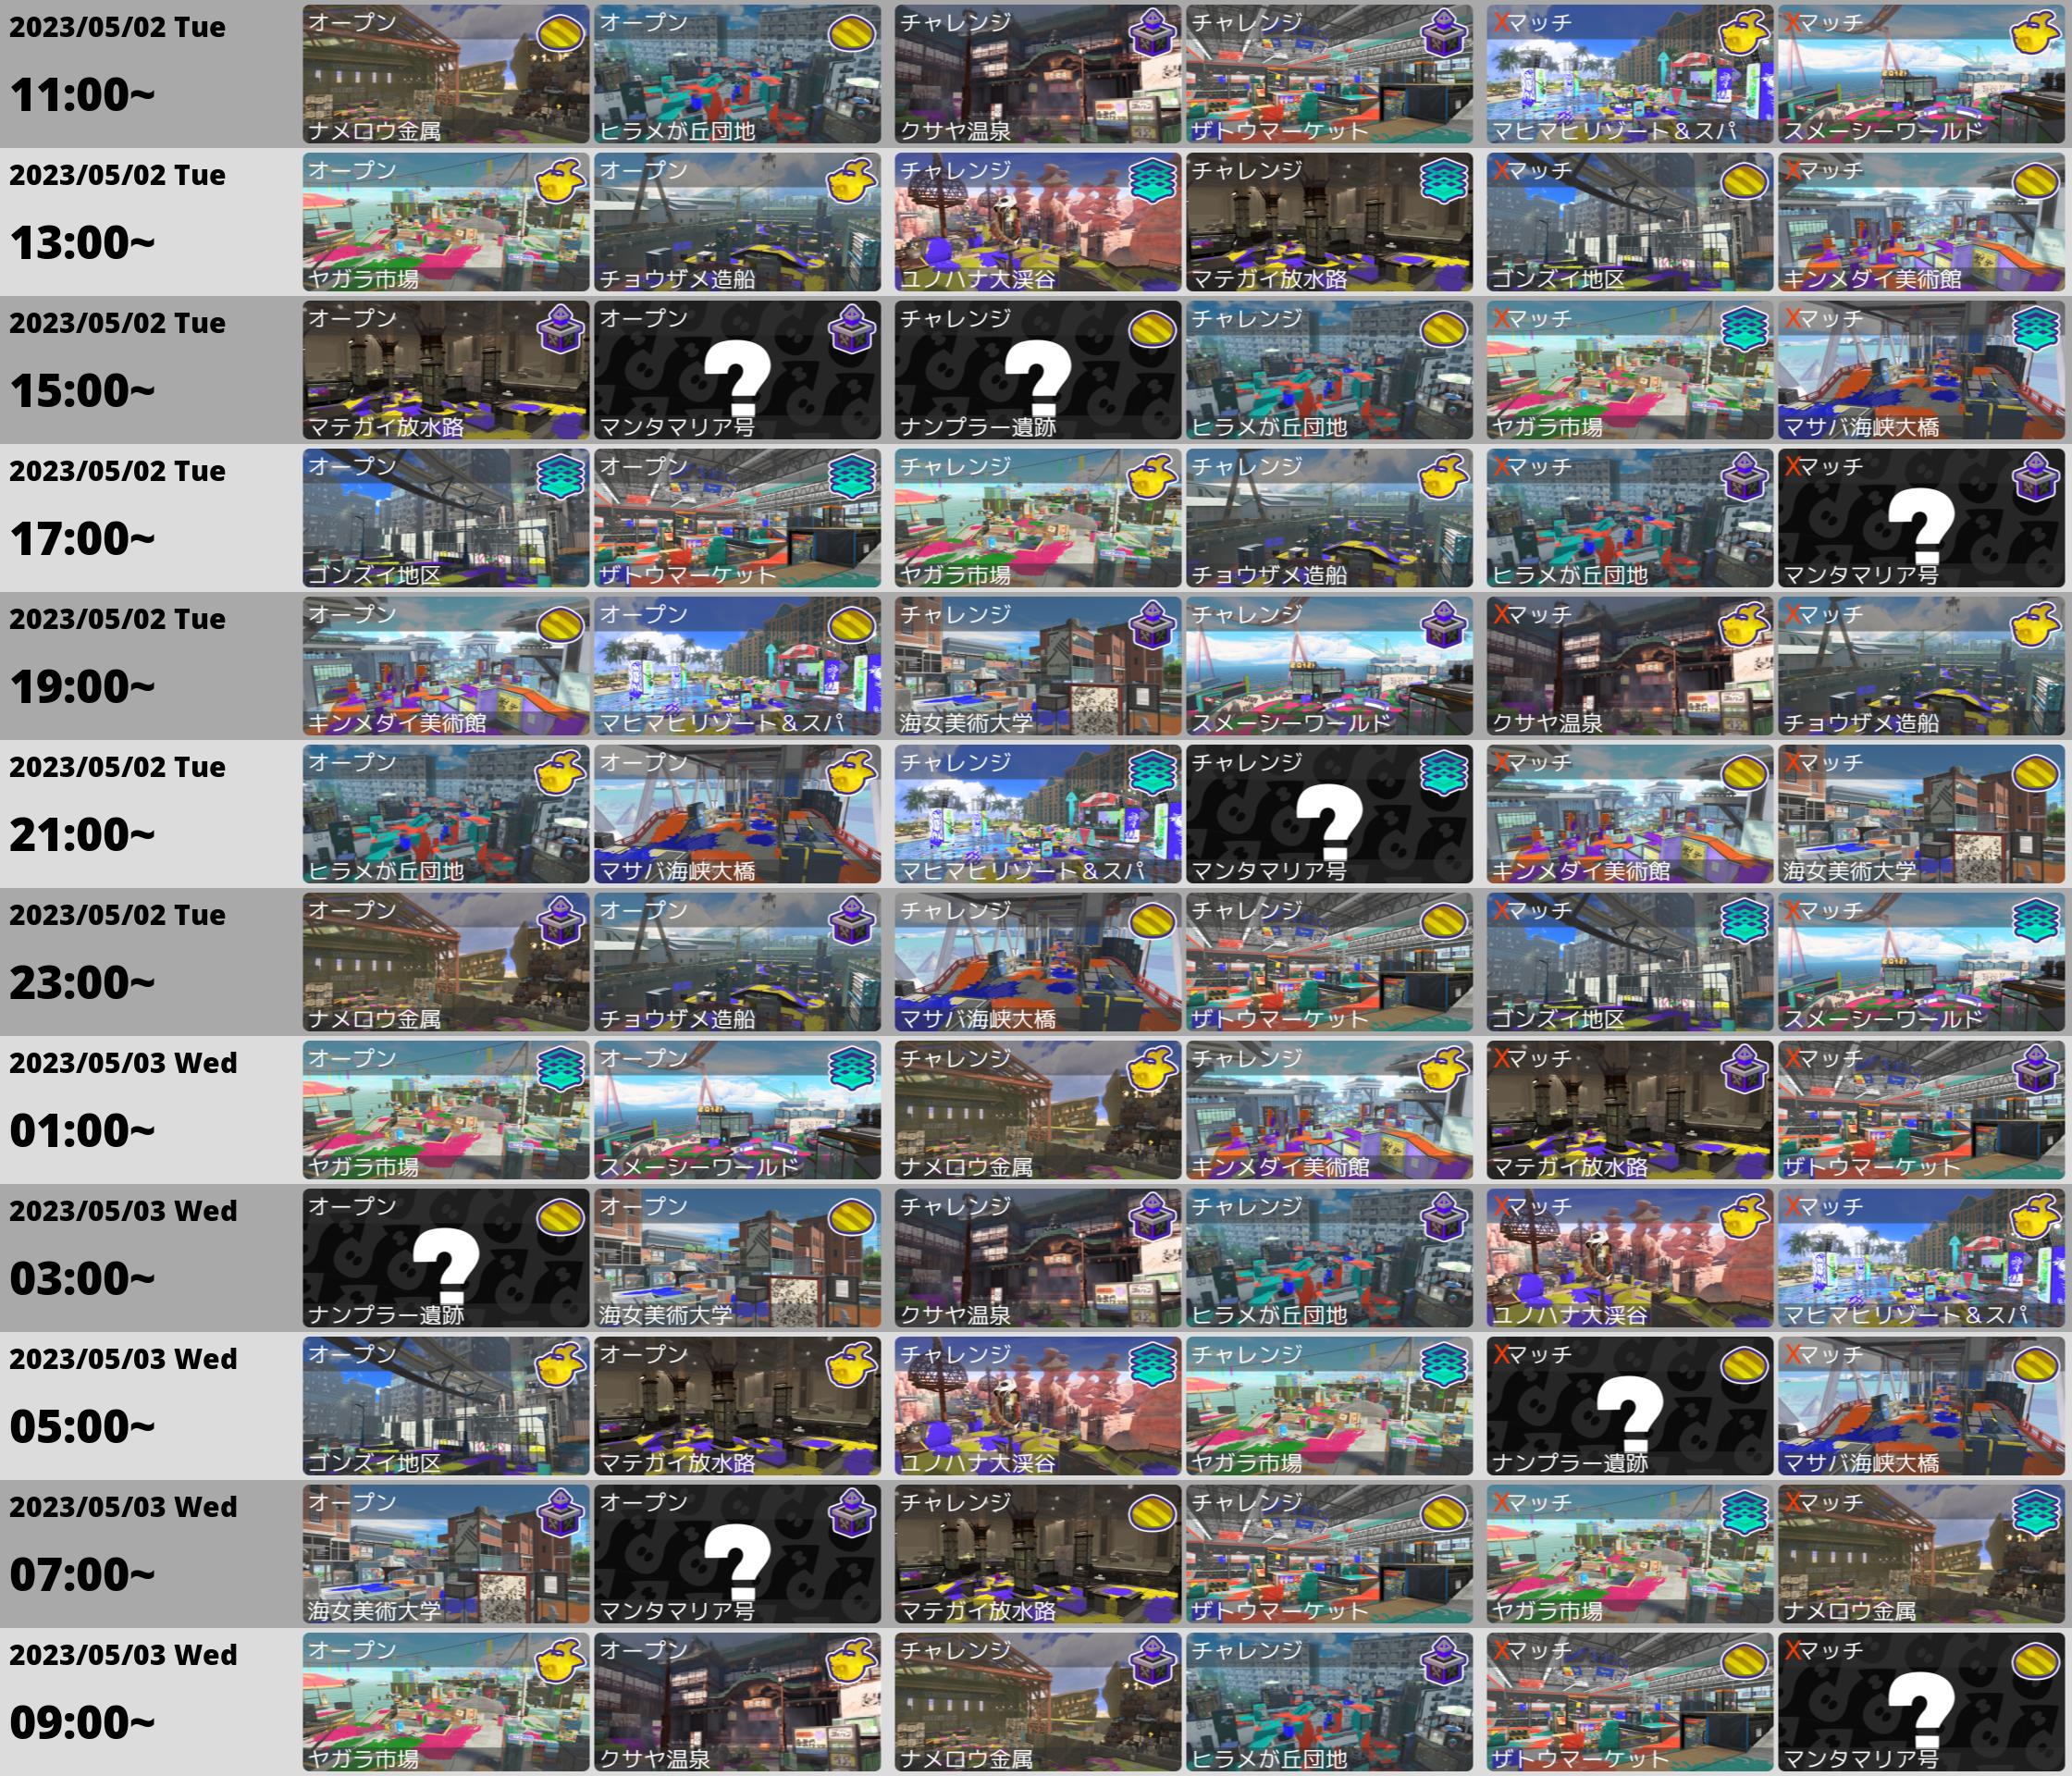 2023/05/02 Tue
11:00~
オープン オープン チャレンジ チャレンジ Xマッチ Xマッチ
ナメロウ金属 ヒラメが丘団地 クサヤ温泉 ザトウマーケット マヒマヒリゾート＆スパ スメーシーワールド
2023/05/02 Tue
13:00~
オープン オープン チャレンジ チャレンジ Xマッチ Xマッチ
ヤガラ市場 チョウザメ造船 ユノハナ大渓谷 マテガイ放水路 ゴンズイ地区 キンメダイ美術館
2023/05/02 Tue
15:00~
オープン オープン チャレンジ チャレンジ Xマッチ Xマッチ
? ?
マテガイ放水路 マンタマリア号 ナンプラー遺跡 ヒラメが丘団地 ヤガラ市場 マサバ海峡大橋
2023/05/02 Tue
17:00~
オープン オープン チャレンジ チャレンジ Xマッチ Xマッチ
?
ゴンズイ地区 ザトウマーケット ヤガラ市場 チョウザメ造船 ヒラメが丘団地 マンタマリア号
2023/05/02 Tue
19:00~
オープン オープン チャレンジ チャレンジ Xマッチ Xマッチ
キンメダイ美術館 マヒマヒリゾート＆スパ 海女美術大学 スメーシーワールド クサヤ温泉 チョウザメ造船
2023/05/02 Tue
21:00~
オープン オープン チャレンジ チャレンジ Xマッチ Xマッチ
?
ヒラメが丘団地 マサバ海峡大橋 マヒマヒリゾート＆スパ マンタマリア号 キンメダイ美術館 海女美術大学
2023/05/02 Tue
23:00~
オープン オープン チャレンジ チャレンジ Xマッチ Xマッチ
ナメロウ金属 チョウザメ造船 マサバ海峡大橋 ザトウマーケット ゴンズイ地区 スメーシーワールド
2023/05/03 Wed
01:00~
オープン オープン チャレンジ チャレンジ Xマッチ Xマッチ
ヤガラ市場 スメーシーワールド ナメロウ金属 キンメダイ美術館 マテガイ放水路 ザトウマーケット
2023/05/03 Wed
03:00~
オープン オープン チャレンジ チャレンジ Xマッチ Xマッチ
?
ナンプラー遺跡 海女美術大学 クサヤ温泉 ヒラメが丘団地 ユノハナ大渓谷 マヒマヒリゾート＆スパ
2023/05/03 Wed
05:00~
オープン オープン チャレンジ チャレンジ Xマッチ Xマッチ
?
ゴンズイ地区 マテガイ放水路 ユノハナ大渓谷 ヤガラ市場 ナンプラー遺跡 マサバ海峡大橋
2023/05/03 Wed
07:00~
オープン オープン チャレンジ チャレンジ Xマッチ Xマッチ
?
海女美術大学 マンタマリア号 マテガイ放水路 ザトウマーケット ヤガラ市場 ナメロウ金属
2023/05/03 Wed
09:00~
オープン オープン チャレンジ チャレンジ Xマッチ Xマッチ
?
ヤガラ市場 クサヤ温泉 ナメロウ金属 ヒラメが丘団地 ザトウマーケット マンタマリア号